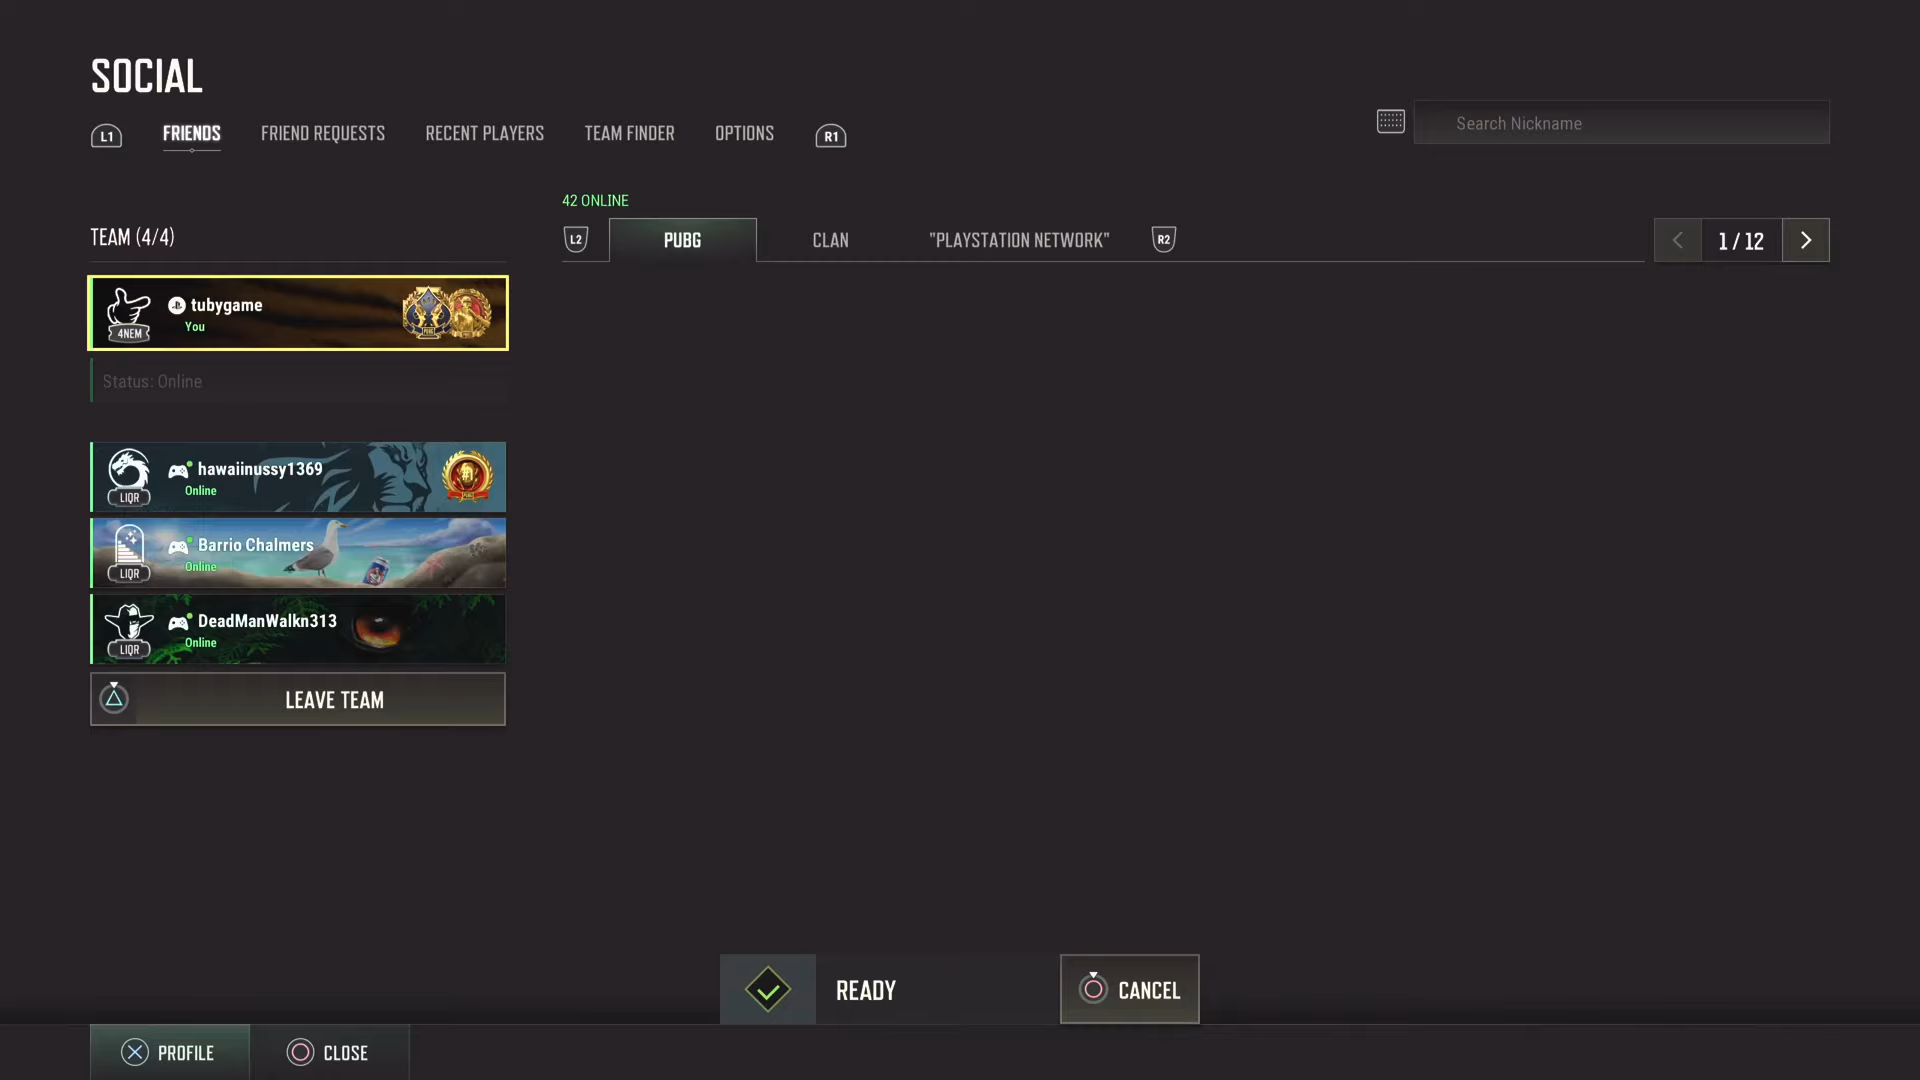 SOCIAL
L1 FRIENDS FRIEND REQUESTS RECENT PLAYERS TEAM FINDER OPTIONS R1
Search Nickname
42 ONLINE
TEAM (4/4)
L2 PUBG CLAN "PLAYSTATION NETWORK" R2
1 / 12
4NEM
tubygame
You
Status: Online
LIQR
hawaiinussy1369
Online
LIQR
Barrio Chalmers
Online
LIQR
DeadManWalkn313
Online
LEAVE TEAM
READY
CANCEL
PROFILE
CLOSE